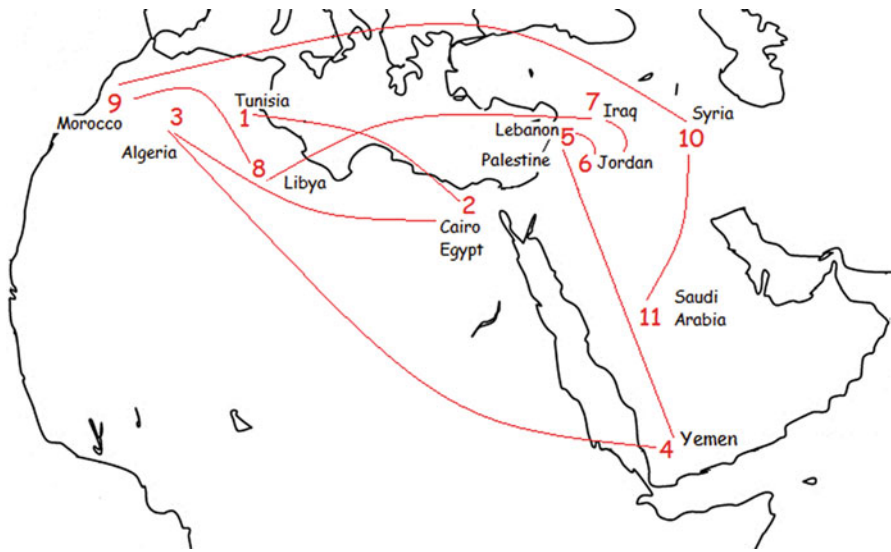 9
Morocco
3
Algeria
Tunisia
1
8
Libya
2
Cairo
Egypt
7
Iraq
Lebanon
5
Palestine
6
Jordan
Syria
10
11
Saudi
Arabia
4
Yemen